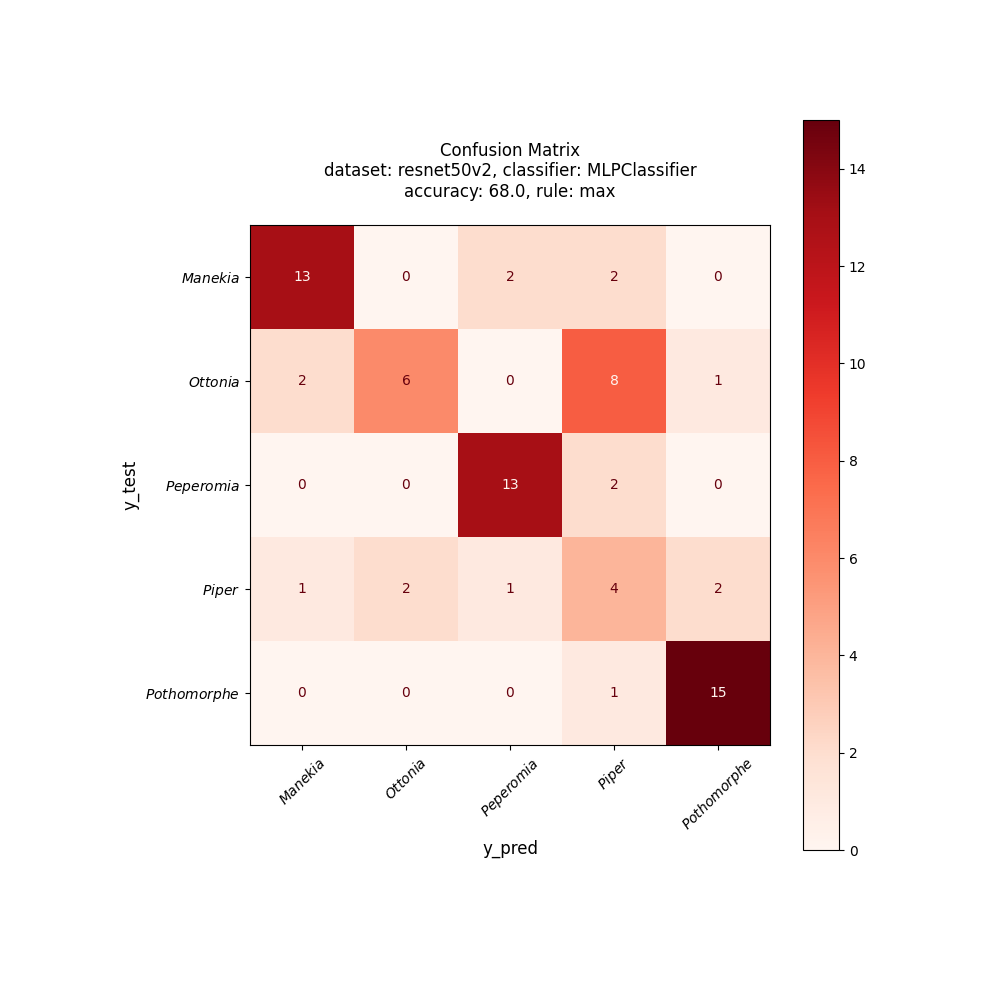 Confusion Matrix
dataset: resnet50v2, classifier: MLPClassifier
accuracy: 68.0, rule: max
y_test
Manekia 13 0 2 2 0
Ottonia 2 6 0 8 1
Peperomia 0 0 13 2 0
Piper 1 2 1 4 2
Pothomorphe 0 0 0 1 15
Manekia Ottonia Peperomia Piper Pothomorphe
y_pred
14
12
10
8
6
4
2
0